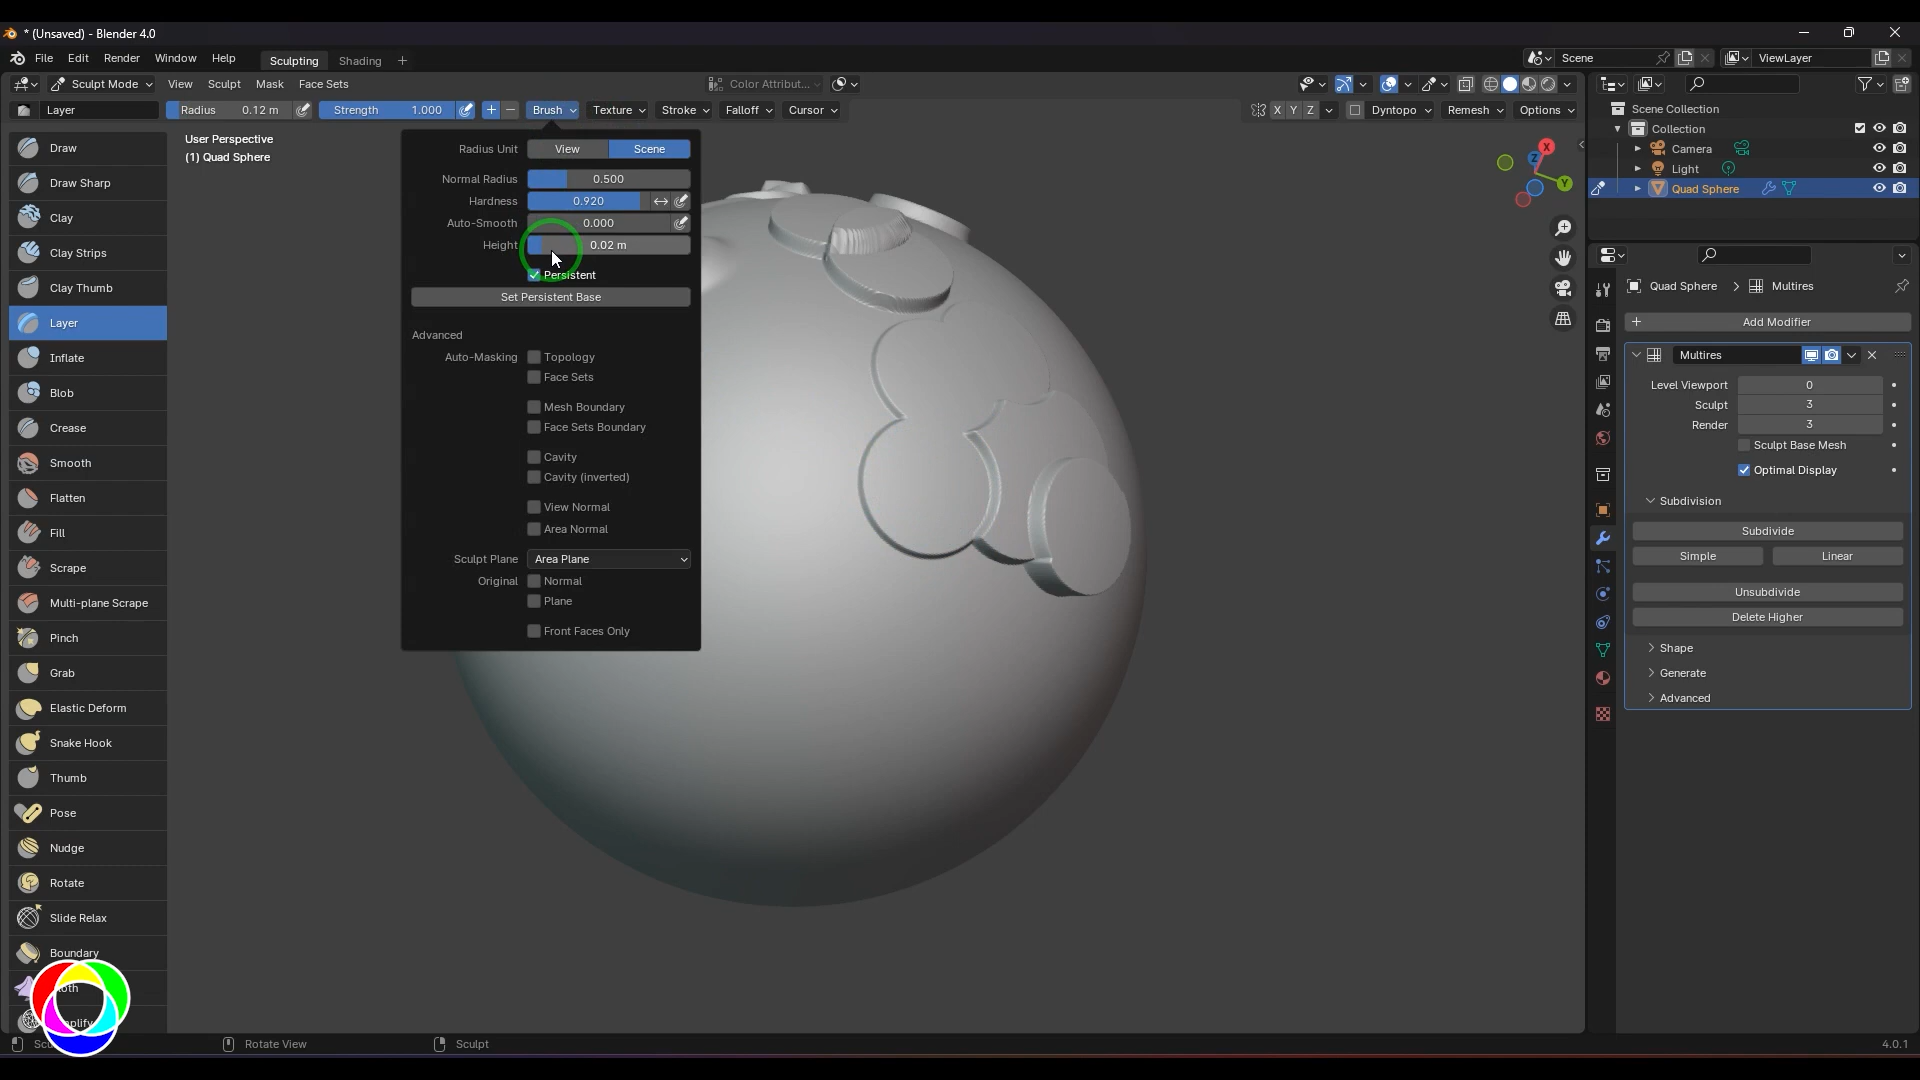 * (Unsaved) - Blender 4.0
File Edit Render Window Help Sculpting Shading + Scene ViewLayer
Sculpt Mode View Sculpt Mask Face Sets Color Attribut...
Layer Radius 0.12 m Strength 1.000 + − Brush Texture Stroke Falloff Cursor X Y Z Dyntopo Remesh Options
User Perspective
(1) Quad Sphere
Draw
Draw Sharp
Clay
Clay Strips
Clay Thumb
Layer
Inflate
Blob
Crease
Smooth
Flatten
Fill
Scrape
Multi-plane Scrape
Pinch
Grab
Elastic Deform
Snake Hook
Thumb
Pose
Nudge
Rotate
Slide Relax
Boundary
Radius Unit View Scene
Normal Radius 0.500
Hardness 0.920
Auto-Smooth 0.000
Height 0.02 m
Persistent
Set Persistent Base
Advanced
Auto-Masking Topology
Face Sets
Mesh Boundary
Face Sets Boundary
Cavity
Cavity (inverted)
View Normal
Area Normal
Sculpt Plane Area Plane
Original Normal
Plane
Front Faces Only
X
Y
Z
Scene Collection
Collection
Camera
Light
Quad Sphere
Quad Sphere > Multires
+ Add Modifier
Multires
Level Viewport 0
Sculpt 3
Render 3
Sculpt Base Mesh
Optimal Display
Subdivision
Subdivide
Simple Linear
Unsubdivide
Delete Higher
Shape
Generate
Advanced
Rotate View Sculpt 4.0.1